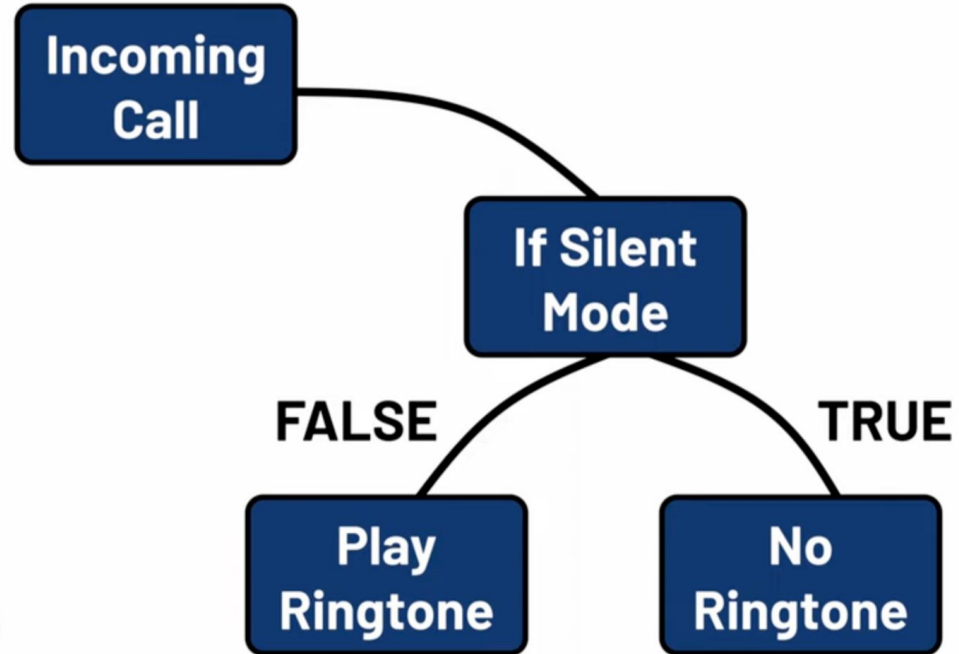 Incoming
Call
If Silent
Mode
FALSE
TRUE
Play
Ringtone
No
Ringtone